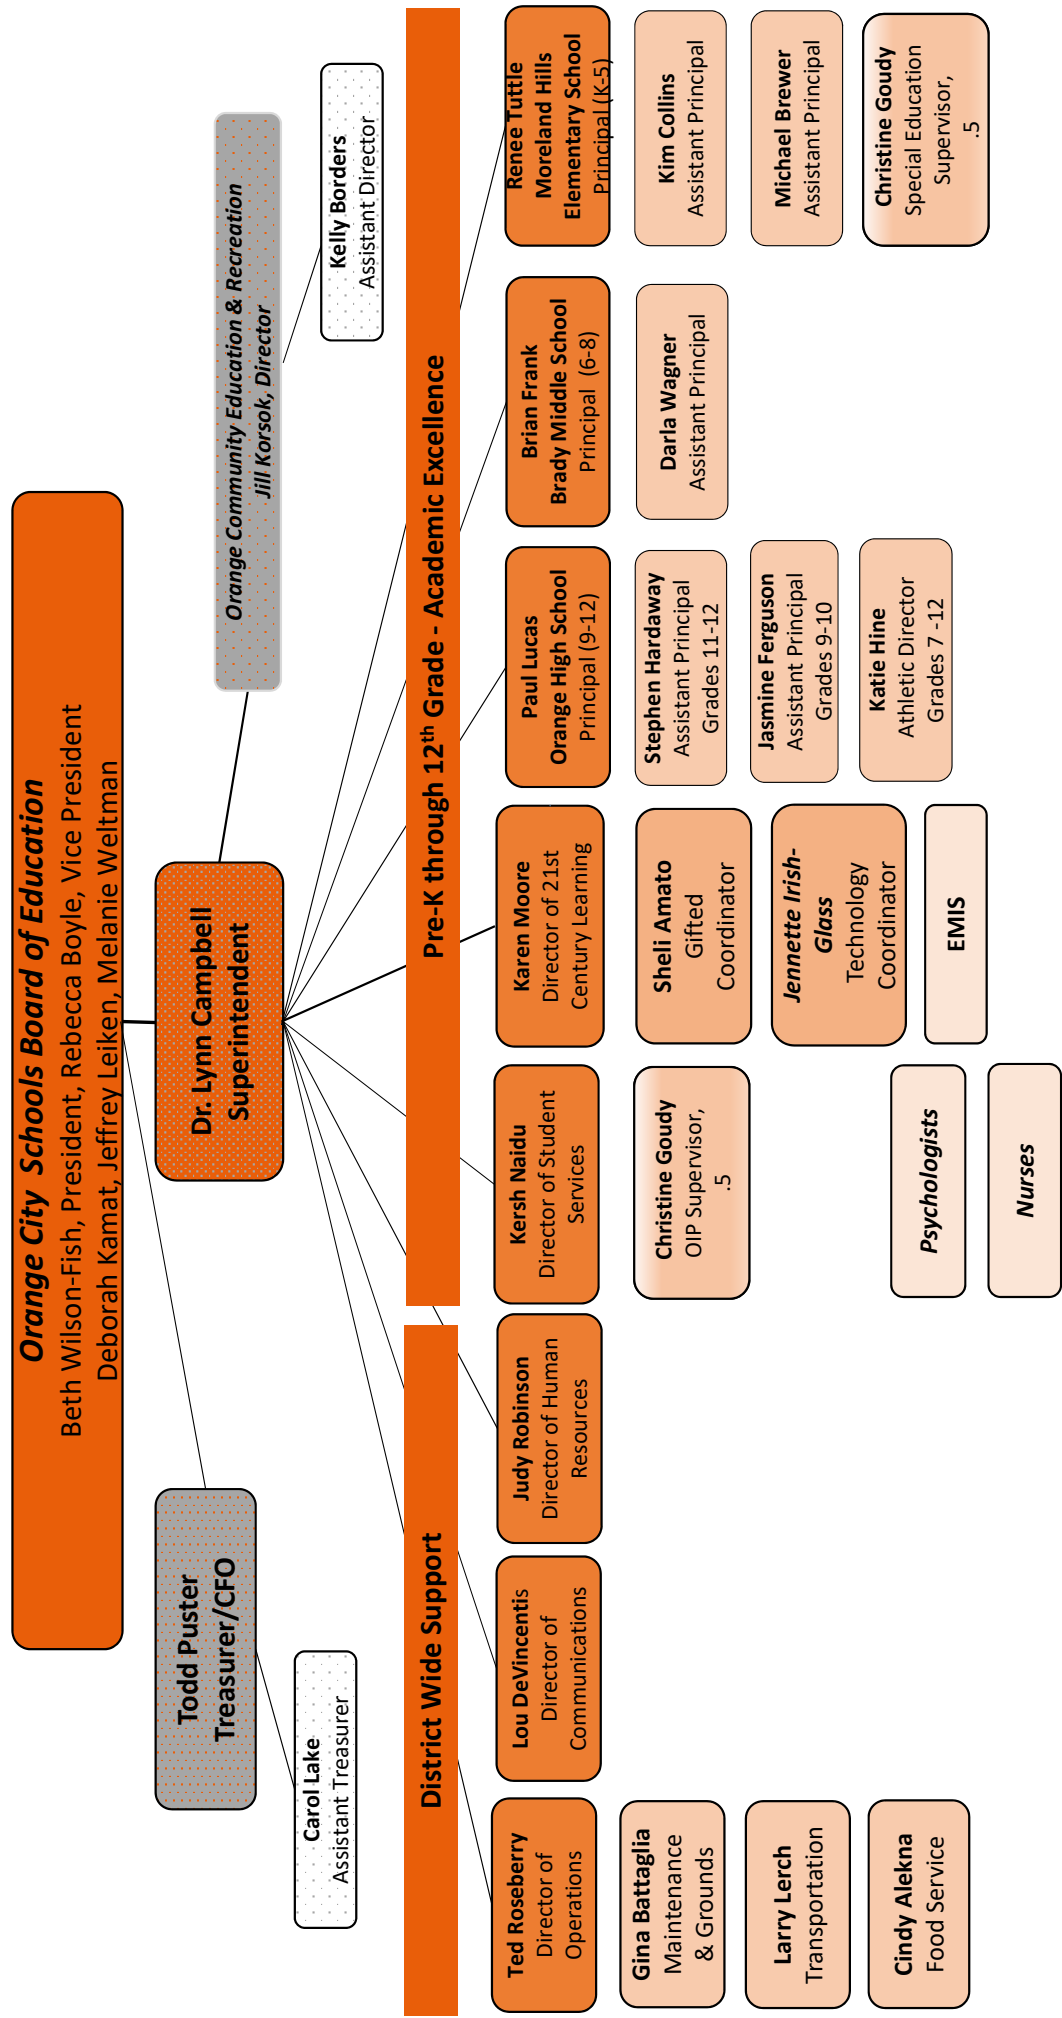 Orange City Schools Board of Education
Beth Wilson-Fish, President, Rebecca Boyle, Vice President
Deborah Kamat, Jeffrey Leiken, Melanie Weltman
Todd Puster
Treasurer/CFO
Carol Lake
Assistant Treasurer
Dr. Lynn Campbell
Superintendent
Orange Community Education & Recreation
Jill Korsok, Director
Kelly Borders
Assistant Director
District Wide Support
Pre-K through 12th Grade - Academic Excellence
Ted Roseberry
Director of
Operations
Gina Battaglia
Maintenance
& Grounds
Larry Lerch
Transportation
Cindy Alekna
Food Service
Lou DeVincentis
Director of
Communications
Judy Robinson
Director of Human
Resources
Kersh Naidu
Director of Student
Services
Christine Goudy
OIP Supervisor,
.5
Psychologists
Nurses
Karen Moore
Director of 21st
Century Learning
Sheli Amato
Gifted
Coordinator
Jennette Irish-
Glass
Technology
Coordinator
EMIS
Paul Lucas
Orange High School
Principal (9-12)
Stephen Hardaway
Assistant Principal
Grades 11-12
Jasmine Ferguson
Assistant Principal
Grades 9-10
Katie Hine
Athletic Director
Grades 7 -12
Brian Frank
Brady Middle School
Principal (6-8)
Darla Wagner
Assistant Principal
Renee Tuttle
Moreland Hills
Elementary School
Principal (K-5)
Kim Collins
Assistant Principal
Michael Brewer
Assistant Principal
Christine Goudy
Special Education
Supervisor,
.5